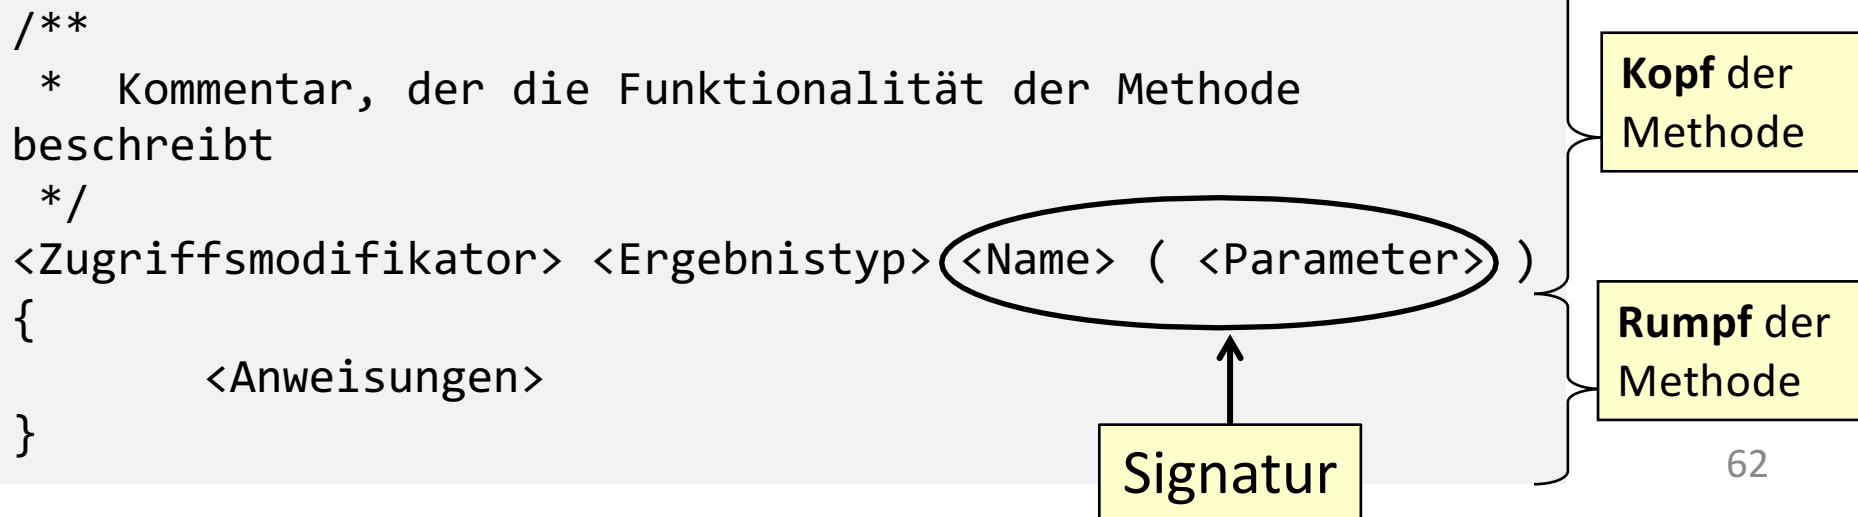 /**
 *  Kommentar, der die Funktionalität der Methode
beschreibt
 */
<Zugriffsmodifikator> <Ergebnistyp> <Name> ( <Parameter> )
{
      <Anweisungen>
}
Kopf der
Methode
Rumpf der
Methode
Signatur
62